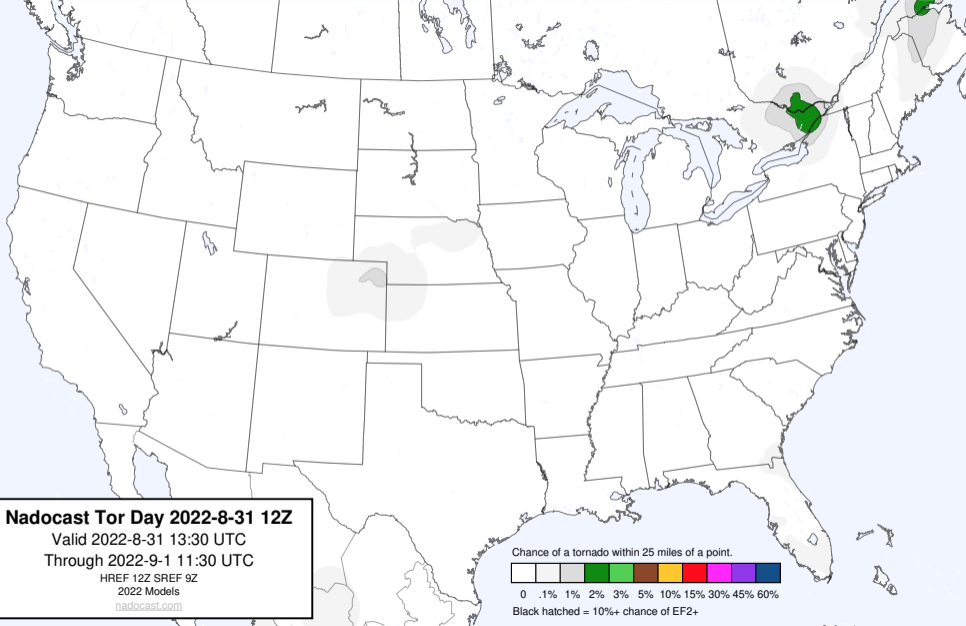 Nadocast Tor Day 2022-8-31 12Z
Valid 2022-8-31 13:30 UTC
Through 2022-9-1 11:30 UTC
HREF 12Z SREF 9Z
2022 Models
nadocast.com
Chance of a tornado within 25 miles of a point.
0 .1% 1% 2% 3% 5% 10% 15% 30% 45% 60%
Black hatched = 10%+ chance of EF2+